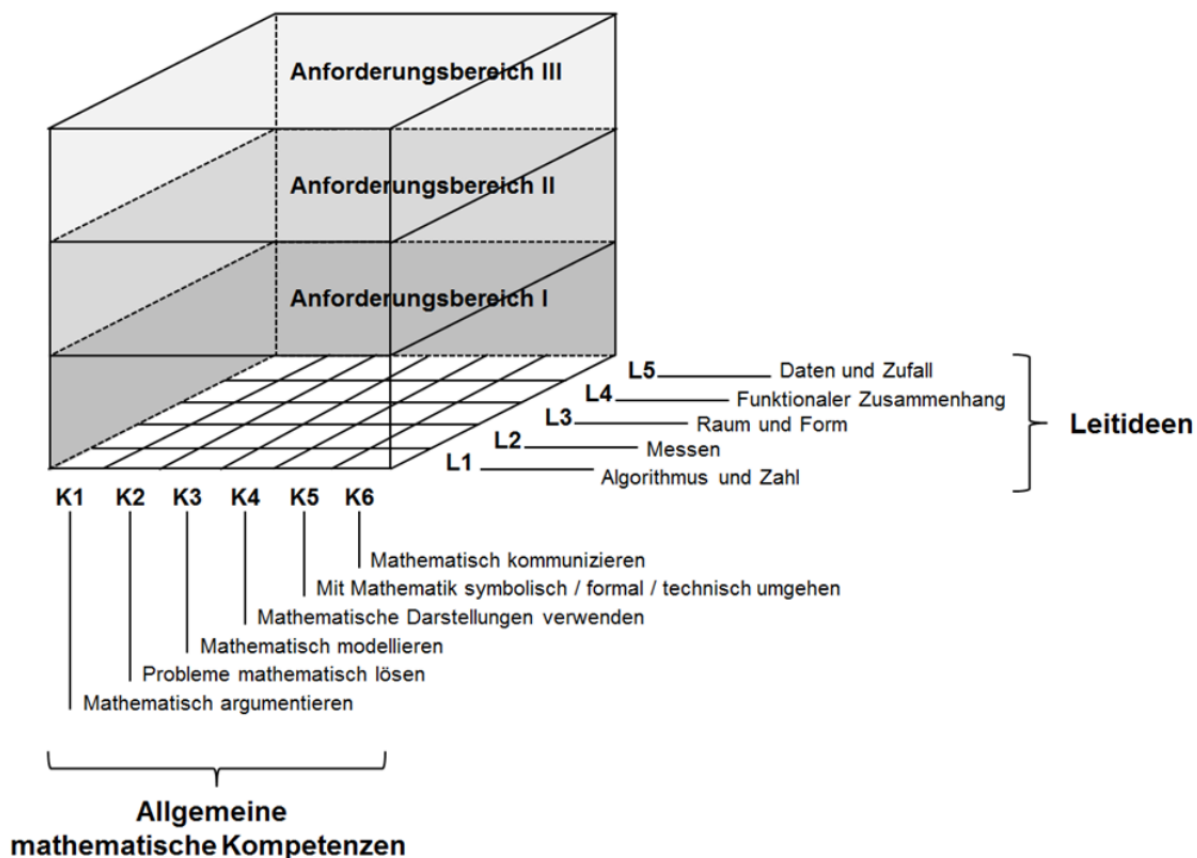 Anforderungsbereich III
Anforderungsbereich II
Anforderungsbereich I
L5 Daten und Zufall
L4 Funktionaler Zusammenhang
L3 Raum und Form
L2 Messen
L1 Algorithmus und Zahl
Leitideen
K1 K2 K3 K4 K5 K6
Mathematisch kommunizieren
Mit Mathematik symbolisch / formal / technisch umgehen
Mathematische Darstellungen verwenden
Mathematisch modellieren
Probleme mathematisch lösen
Mathematisch argumentieren
Allgemeine
mathematische Kompetenzen